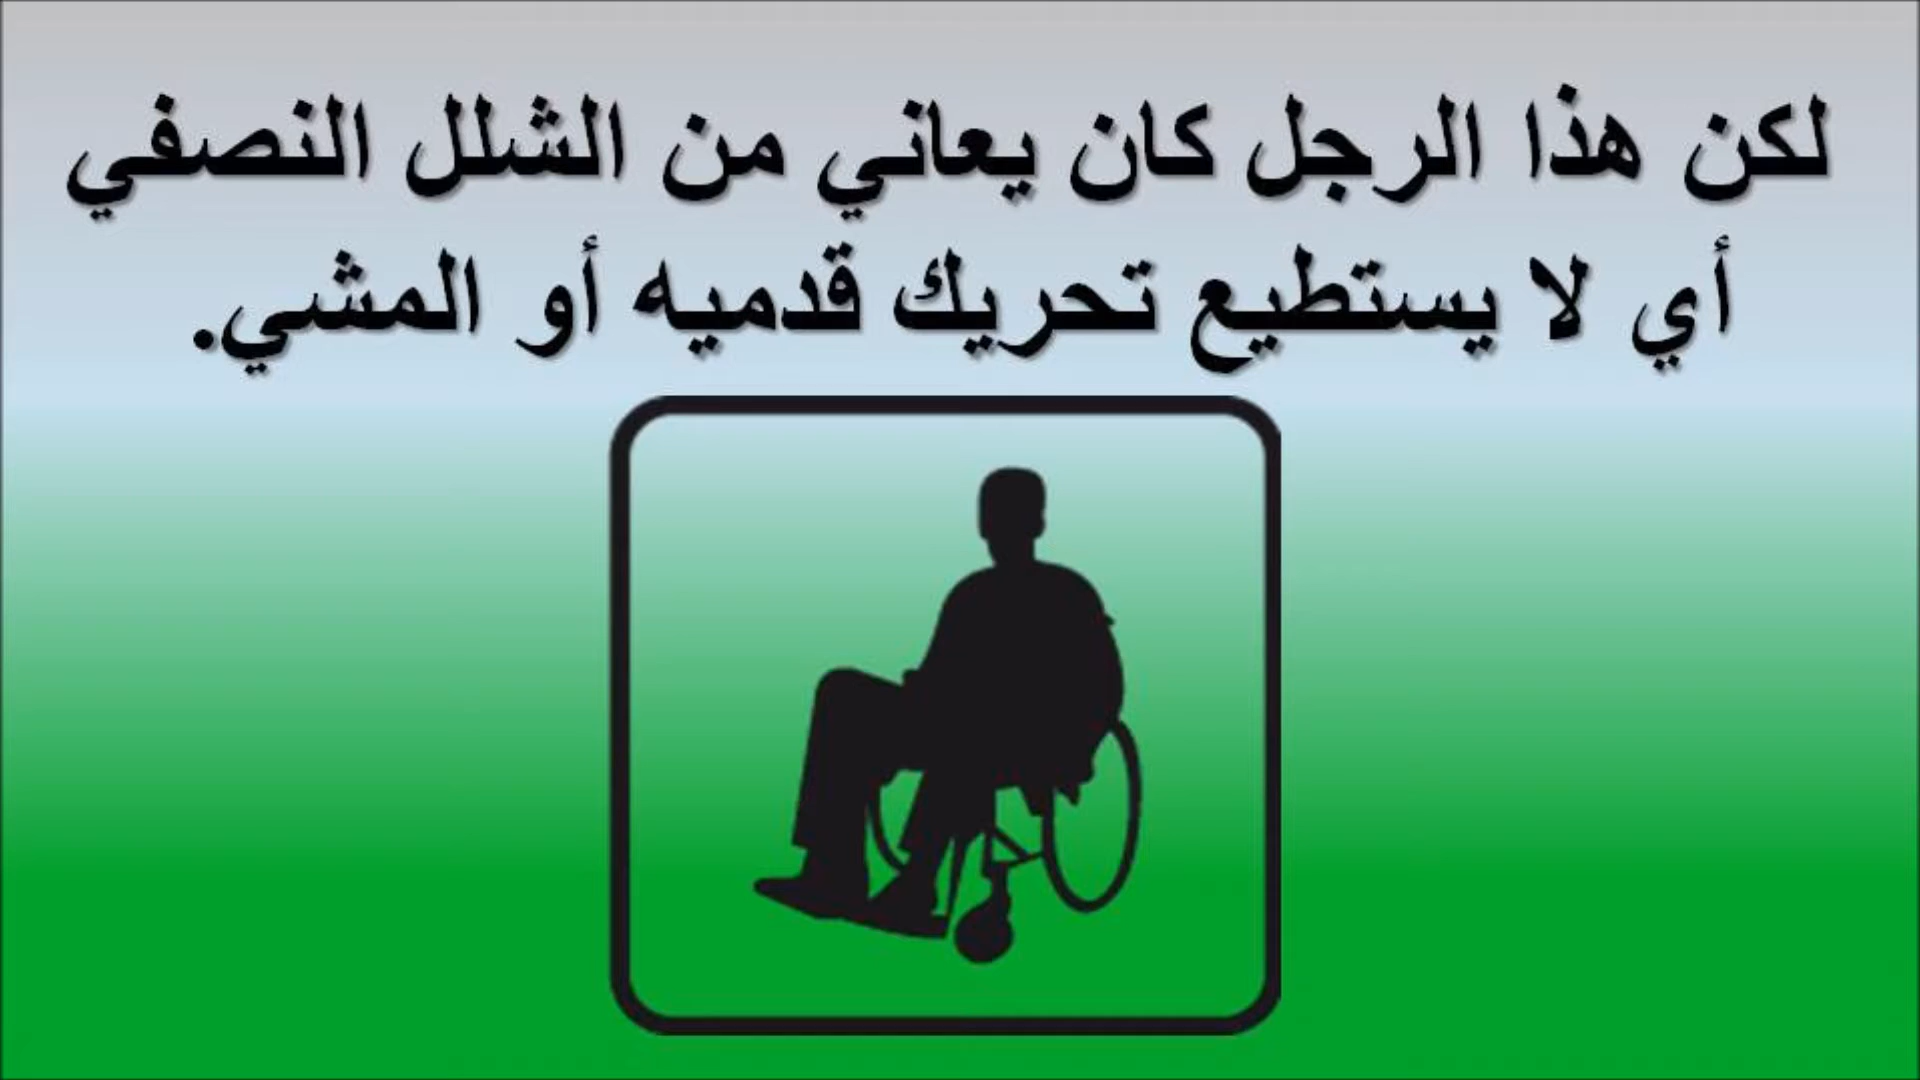 لكن هذا الرجل كان يعاني من الشلل النصفي
أي لا يستطيع تحريك قدميه أو المشي.